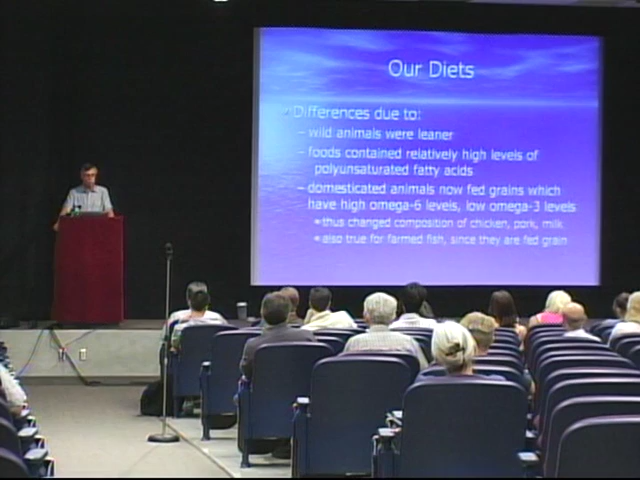 Our Diets
Differences due to:
– wild animals were leaner
– foods contained relatively high levels of
polyunsaturated fatty acids
– domesticated animals now fed grains which
have high omega-6 levels, low omega-3 levels
• thus changed composition of chicken, pork, milk
• also true for farmed fish, since they are fed grain